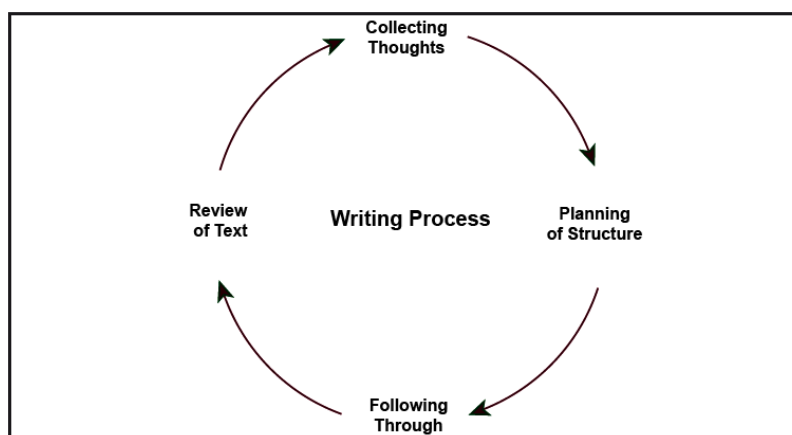 Collecting
Thoughts
Review
of Text
Writing Process
Planning
of Structure
Following
Through